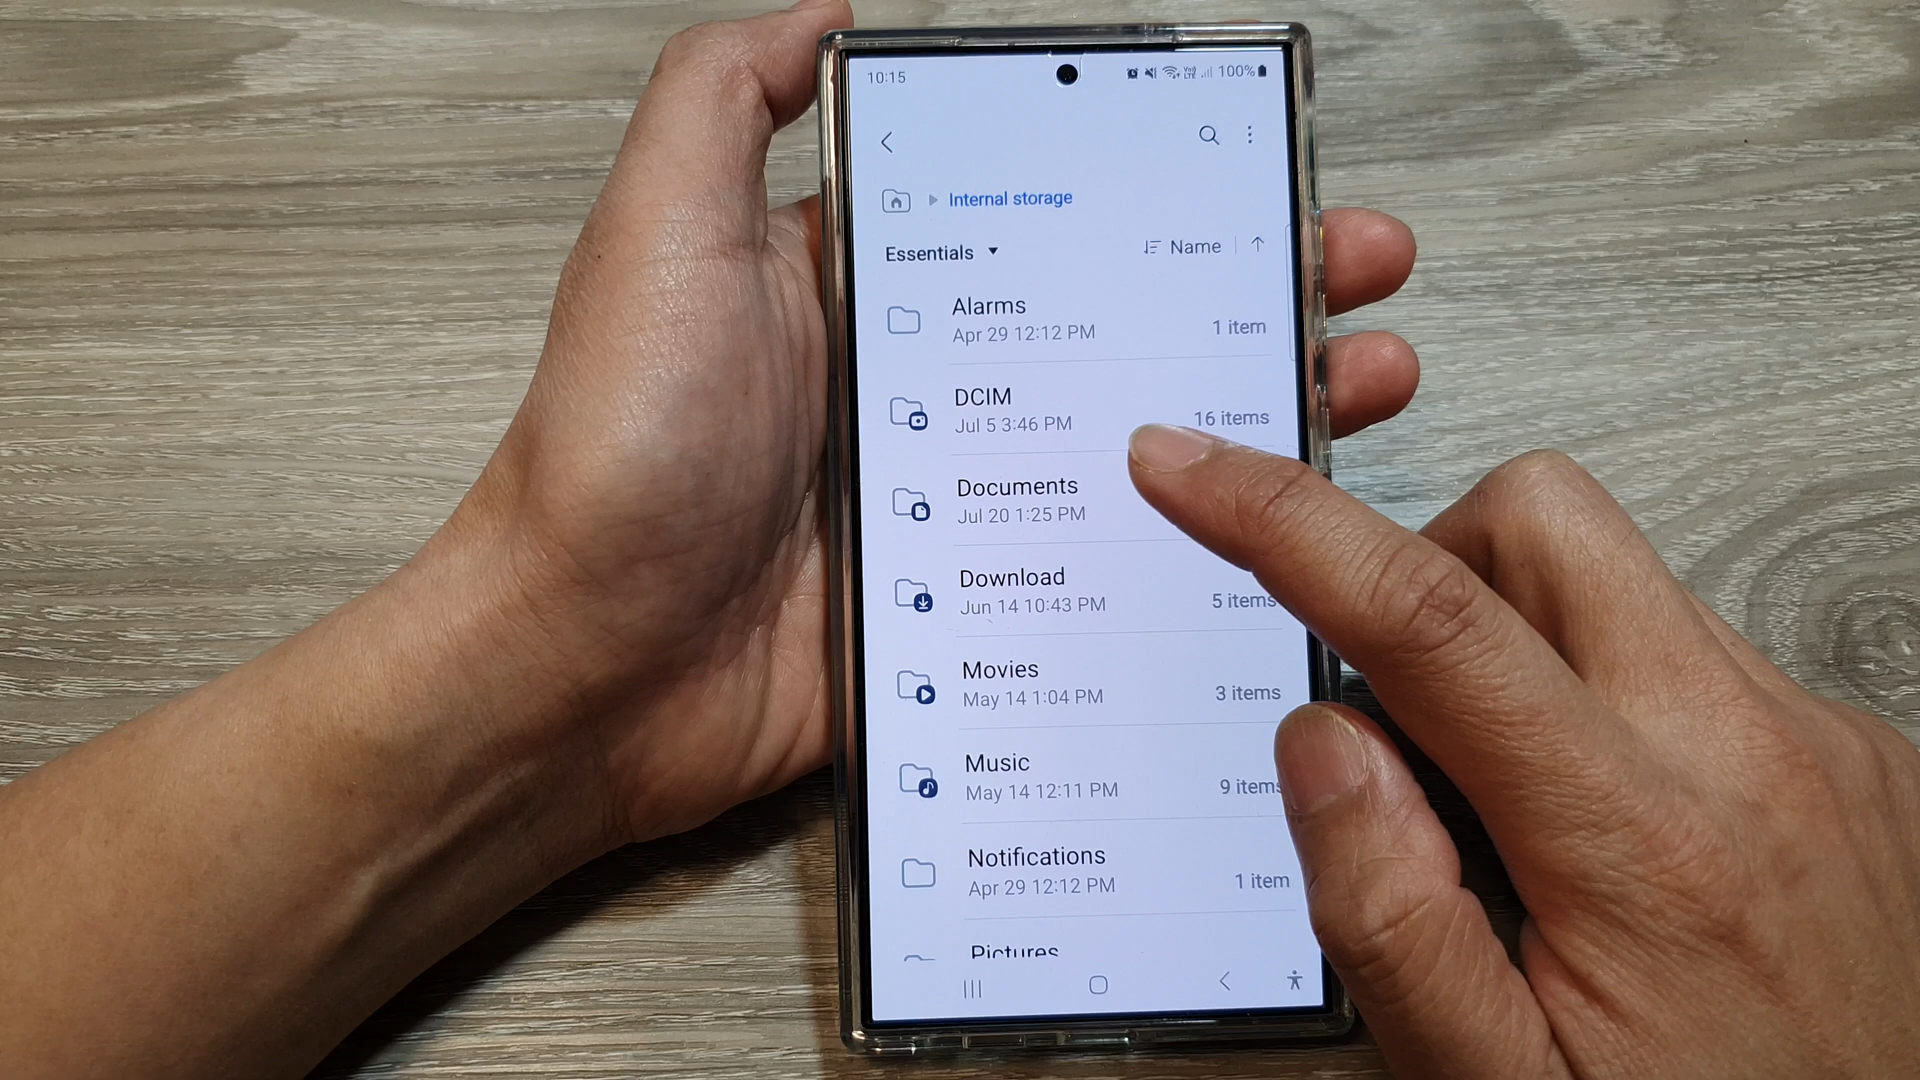 10:15 Vo) LTE 100%
Internal storage
Essentials Name
Alarms
Apr 29 12:12 PM 1 item
DCIM
Jul 5 3:46 PM 16 items
Documents
Jul 20 1:25 PM
Download
Jun 14 10:43 PM 5 items
Movies
May 14 1:04 PM 3 items
Music
May 14 12:11 PM 9 items
Notifications
Apr 29 12:12 PM 1 item
Pictures